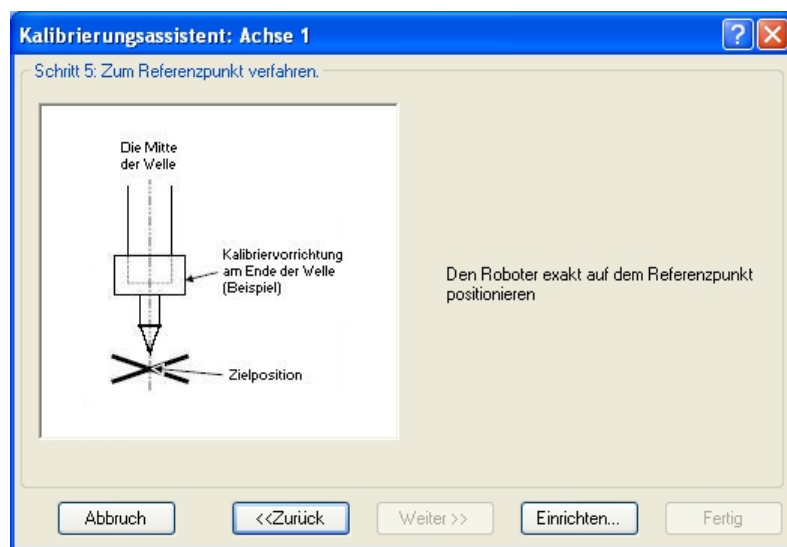 Kalibrierungsassistent: Achse 1
Schritt 5: Zum Referenzpunkt verfahren.
Die Mitte
der Welle
Kalibriervorrichtung
am Ende der Welle
(Beispiel)
Zielposition
Den Roboter exakt auf dem Referenzpunkt
positionieren
Abbruch
<<Zurück
Weiter >>
Einrichten...
Fertig